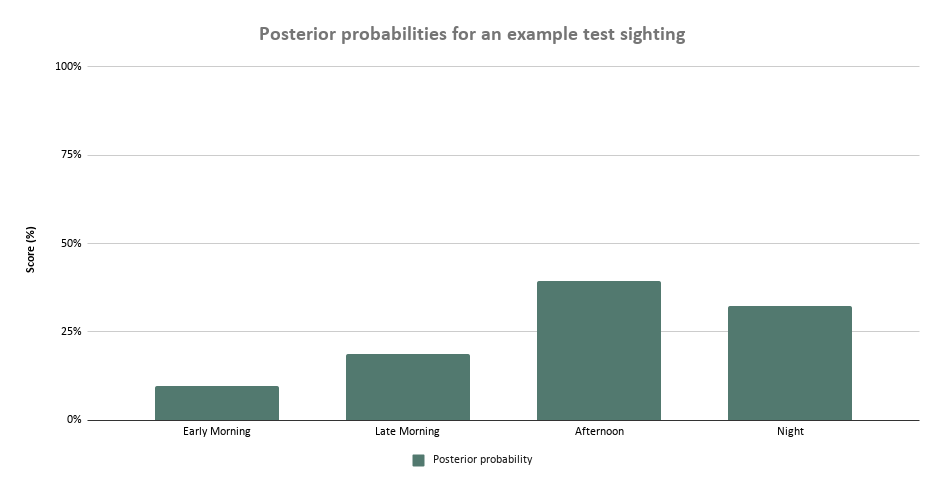 Posterior probabilities for an example test sighting
100%
75%
50%
25%
0%
Score (%)
Early Morning
Late Morning
Afternoon
Night
Posterior probability